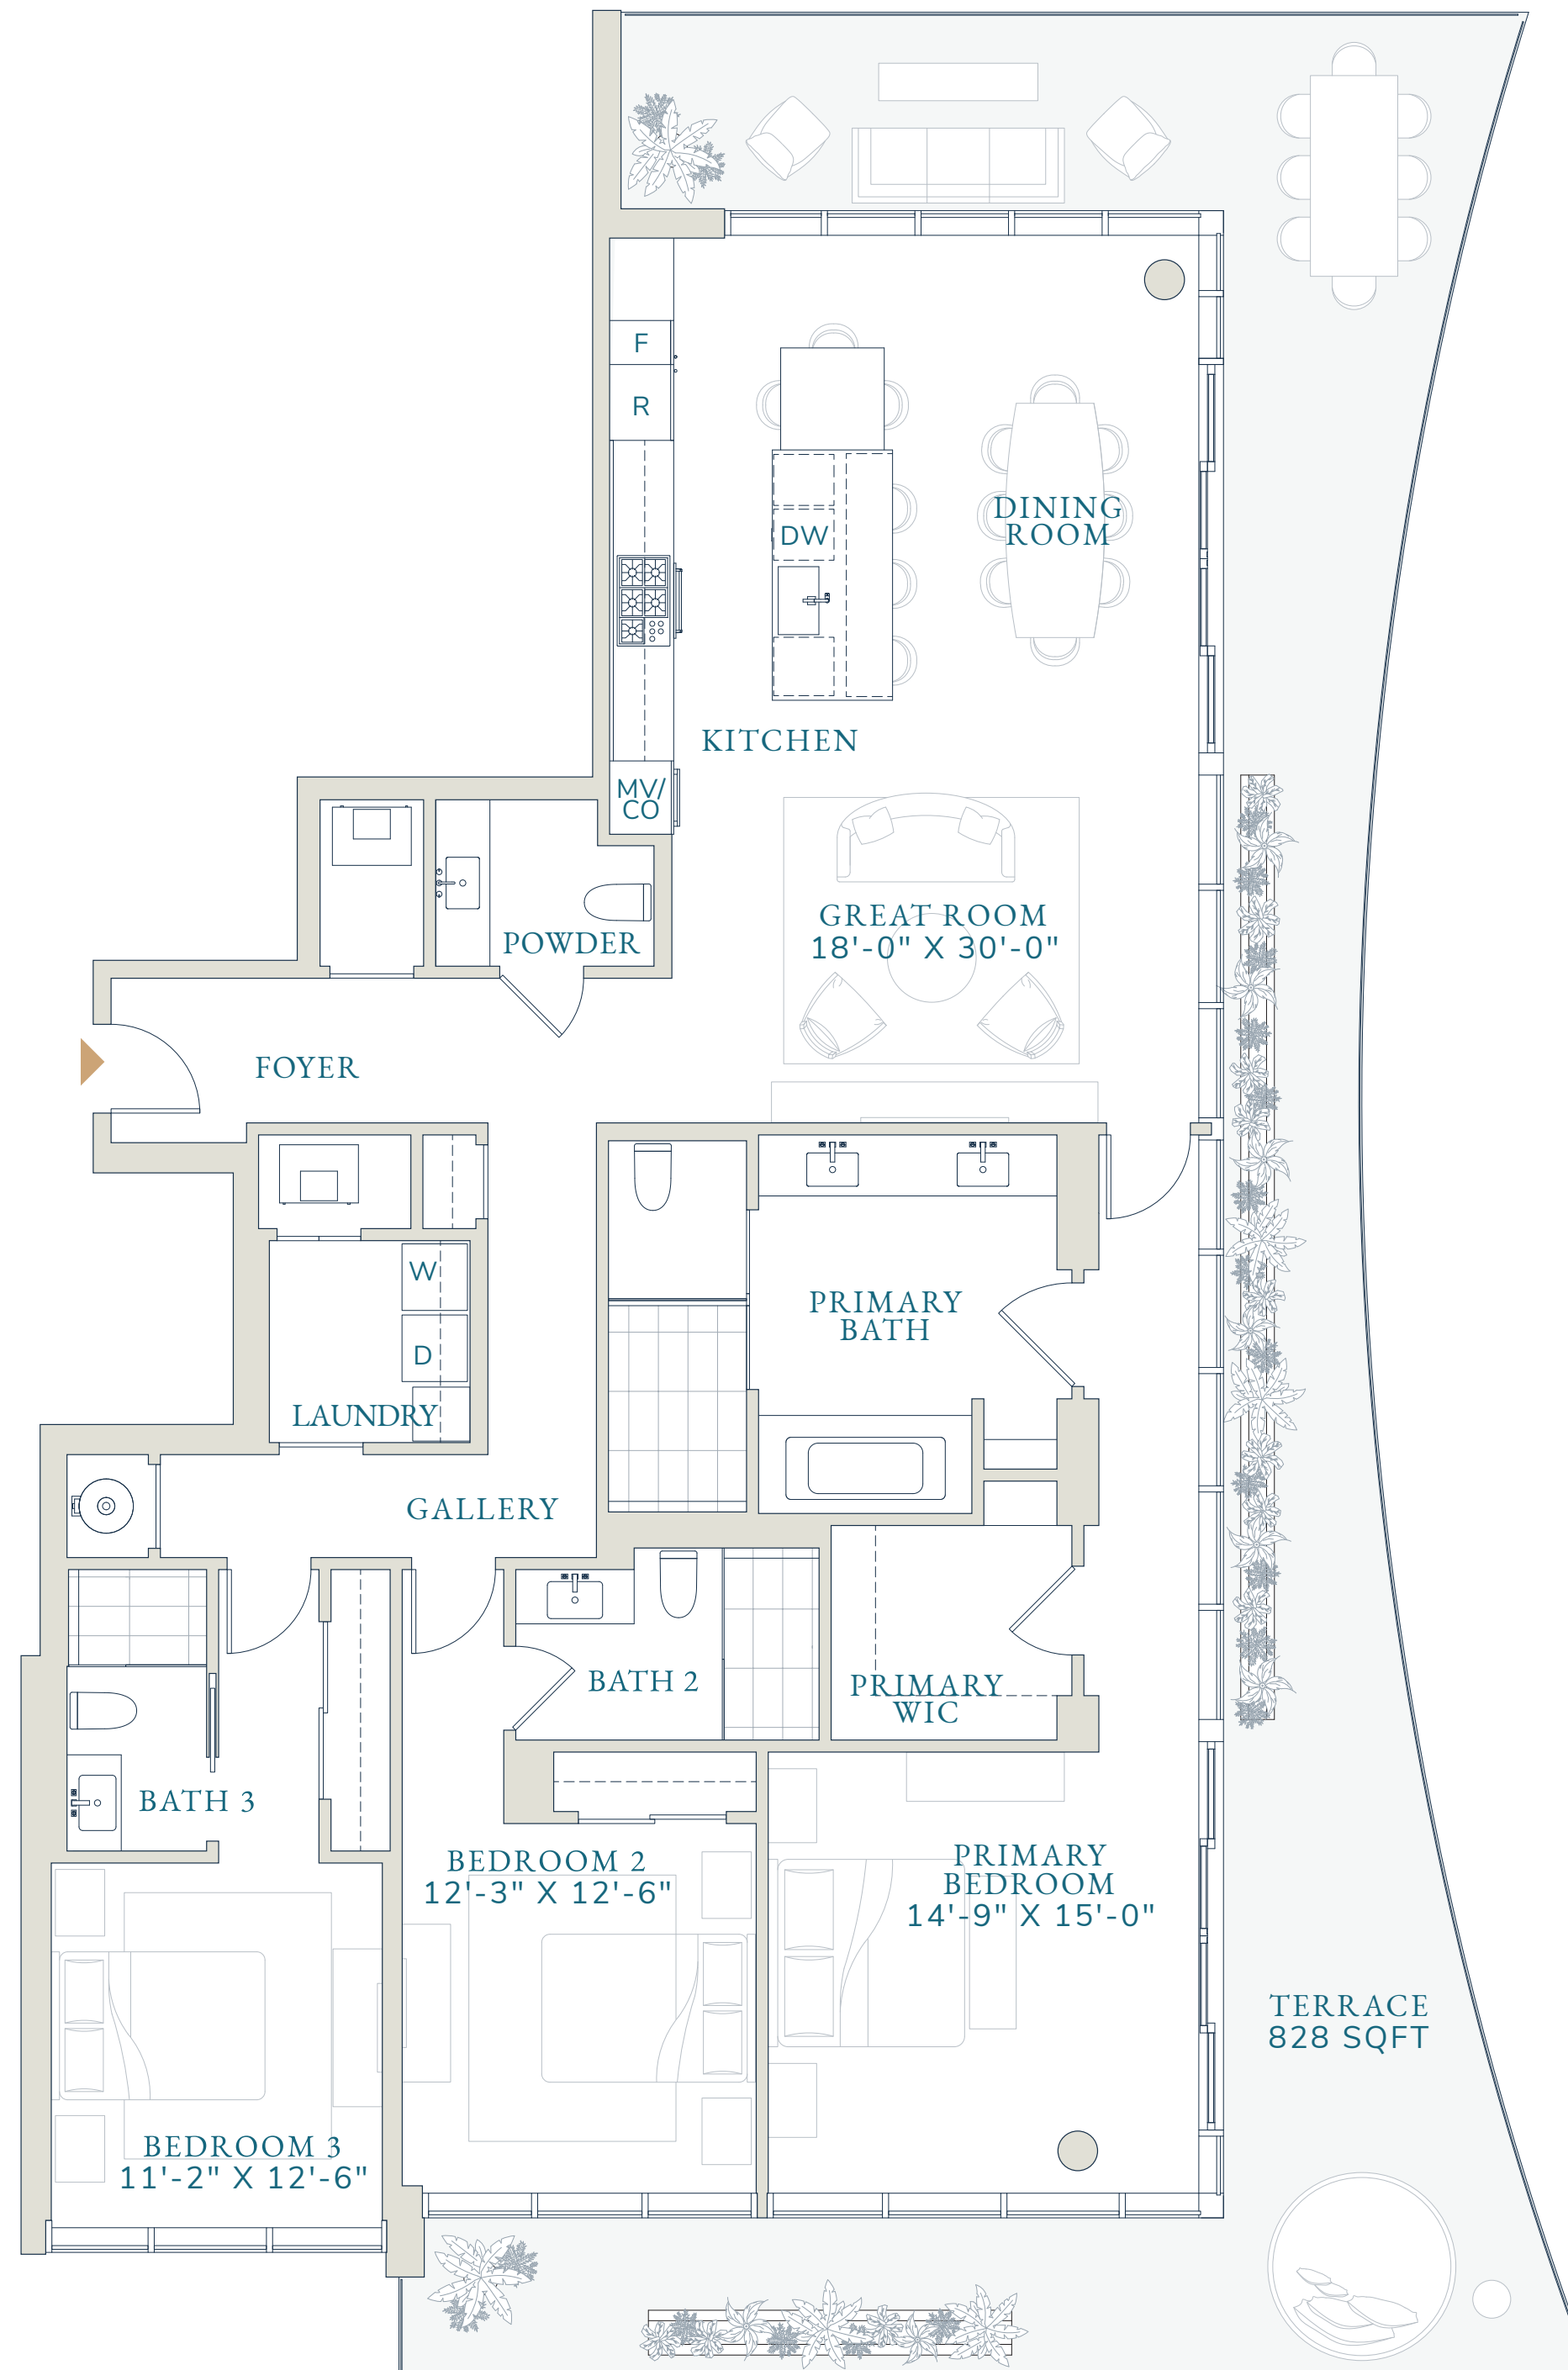 F
R
DINING
ROOM
DW
KITCHEN
MV/
CO
GREAT ROOM
18'-0" X 30'-0"
POWDER
FOYER
W
PRIMARY
BATH
D
LAUNDRY
GALLERY
BATH 2
PRIMARY
WIC
BATH 3
BEDROOM 2
12'-3" X 12'-6"
PRIMARY
BEDROOM
14'-9" X 15'-0"
TERRACE
828 SQFT
BEDROOM 3
11'-2" X 12'-6"